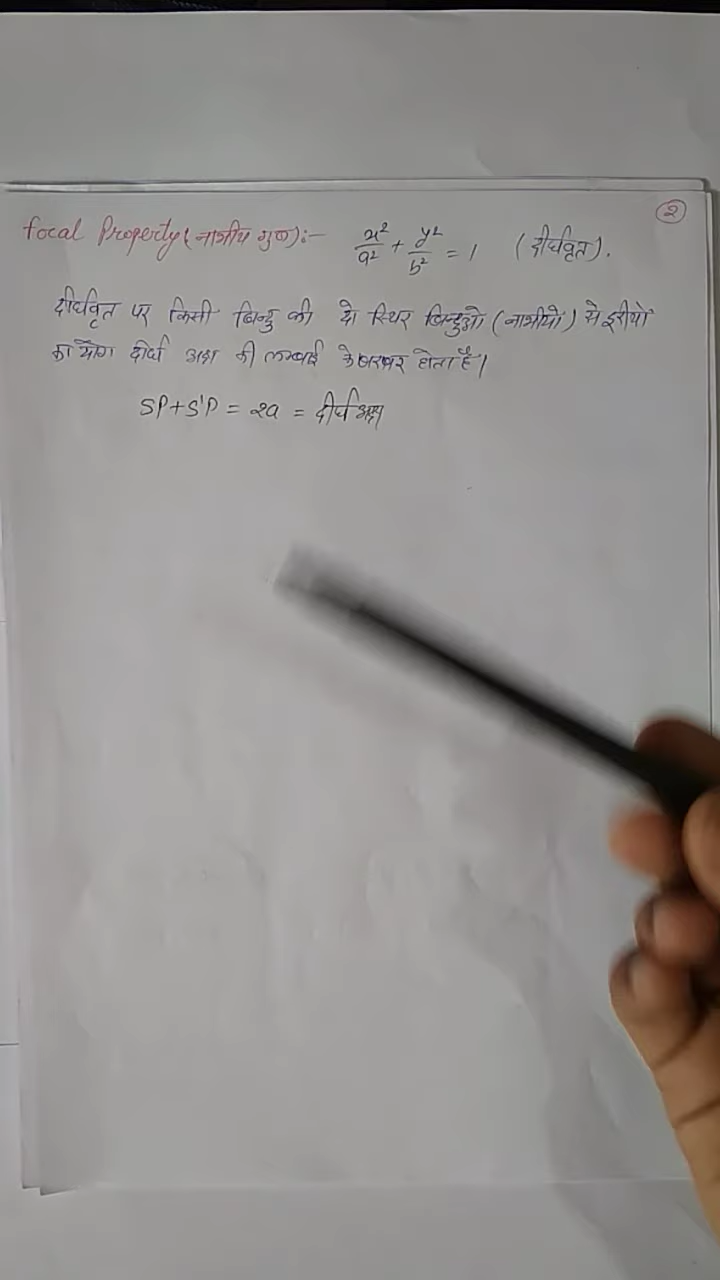 ②
focal Property (नाभीय गुण):- x²/a² + y²/b² = 1 (दीर्घवृत).
दीर्घवृित पर किसी बिन्दु की दो स्थिर बिन्दुओ (नाभीयों) से दूरीयों
का योग दीर्घ अक्ष की लम्बाई के बराबर होता है।
SP+S'P = 2a = दीर्घ अक्ष